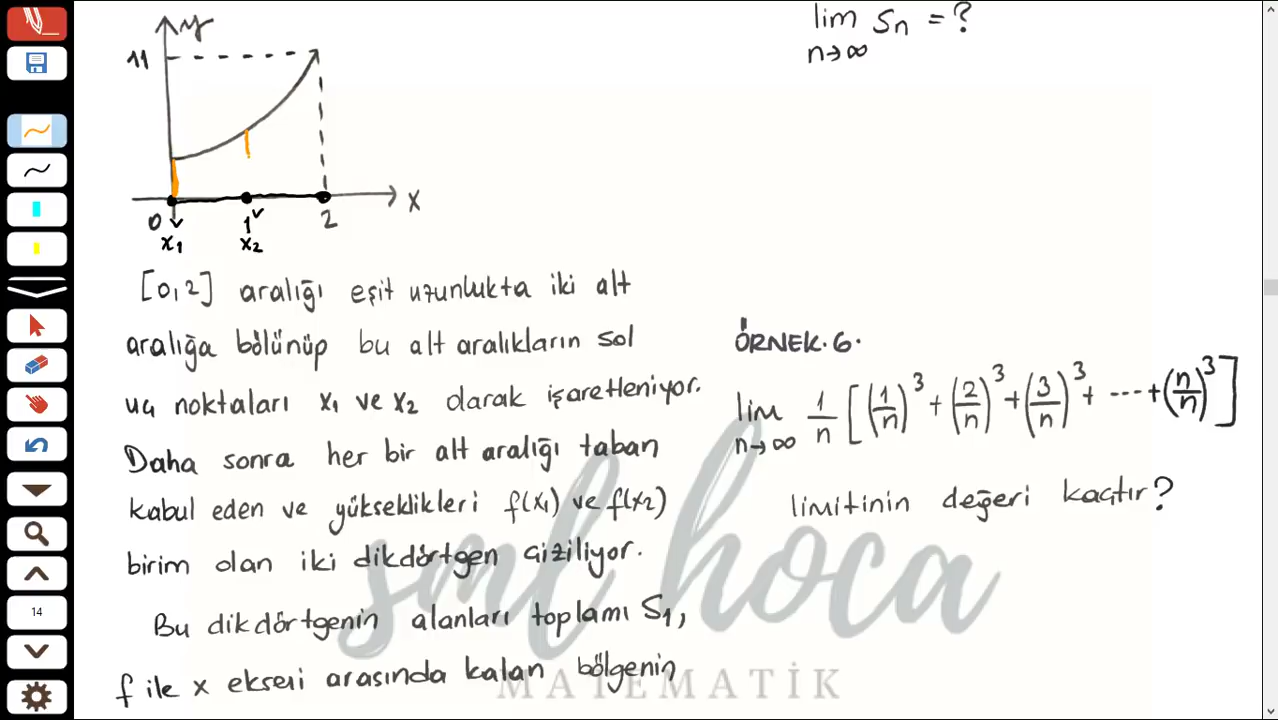 y
11
0 1 2 x
x₁ x₂
[0,2] aralığı eşit uzunlukta iki alt
aralığa bölünüp bu alt aralıkların sol
uç noktaları x₁ ve x₂ olarak işaretleniyor.
Daha sonra her bir alt aralığı taban
kabul eden ve yükseklikleri f(x₁) ve f(x₂)
birim olan iki dikdörtgen çiziliyor.
Bu dikdörtgenin alanları toplamı S₁,
f ile x ekseni arasında kalan bölgenin
lim n→∞ Sn = ?
ÖRNEK.6.
lim n→∞ 1/n [(1/n)³ + (2/n)³ + (3/n)³ + ---- + (n/n)³]
limitinin değeri kaçtır?
sml hoca
MATEMATİK
14